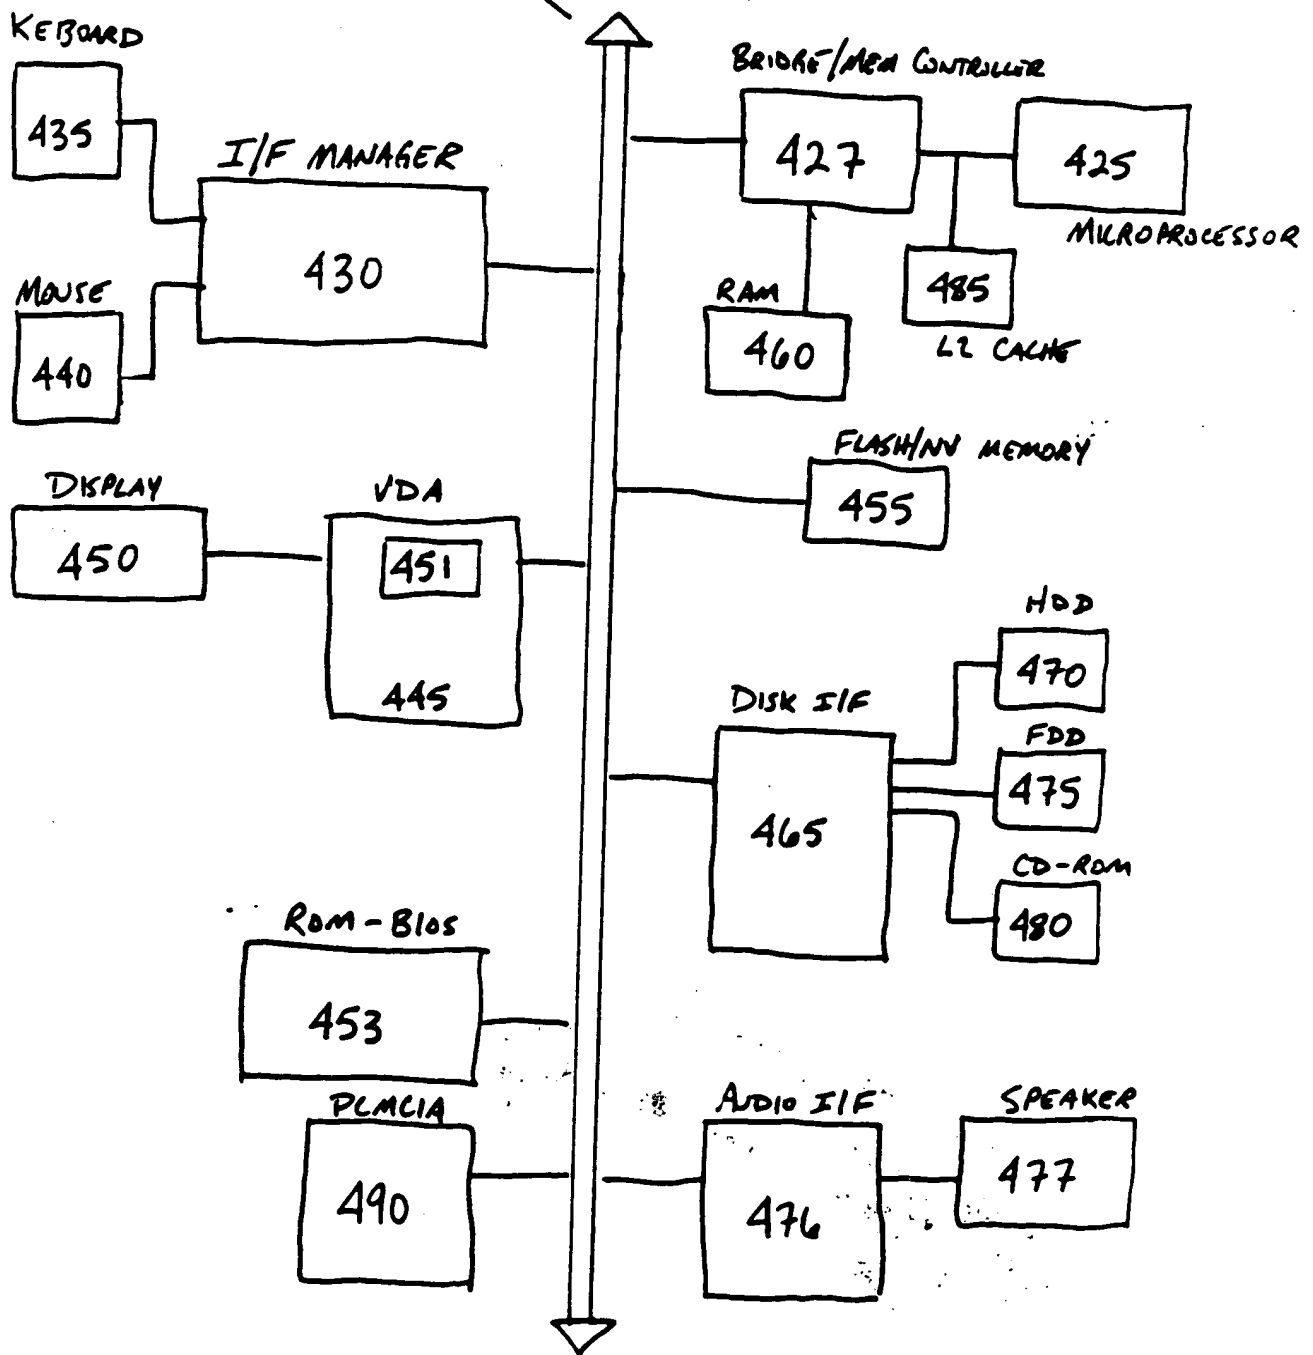 KEBOARD
435
I/F MANAGER
430
MOUSE
440
BRIDGE/MEM CONTROLLER
427
425
MICROPROCESSOR
485
L2 CACHE
RAM
460
FLASH/NV MEMORY
455
DISPLAY
450
VDA
451
445
HDD
470
DISK I/F
465
FDD
475
CD-ROM
480
ROM-BIOS
453
PCMCIA
490
AUDIO I/F
476
SPEAKER
477